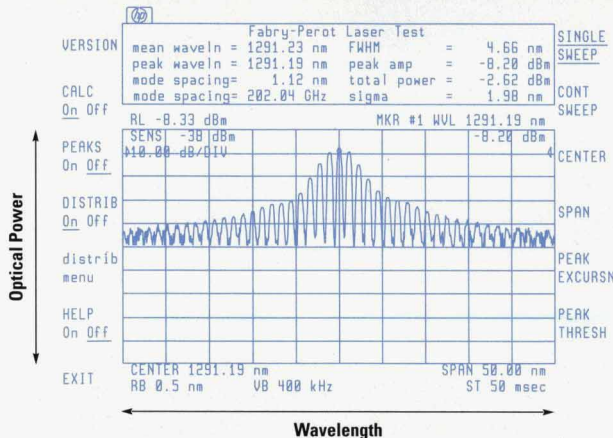 hp
Fabry-Perot Laser Test
mean waveln = 1291.23 nm FWHM = 4.66 nm
peak waveln = 1291.19 nm peak amp = -8.20 dBm
mode spacing= 1.12 nm total power = -2.62 dBm
mode spacing= 202.04 GHz sigma = 1.98 nm
VERSION
CALC
On Off
PEAKS
On Off
DISTRIB
On Off
distrib
menu
HELP
On Off
EXIT
RL -8.33 dBm MKR #1 WVL 1291.19 nm
SENS -38 dBm -8.20 dBm
10.00 dB/DIV
CENTER 1291.19 nm SPAN 50.00 nm
RB 0.5 nm VB 400 kHz ST 50 msec
SINGLE
SWEEP
CONT
SWEEP
CENTER
SPAN
PEAK
EXCURSN
PEAK
THRESH
Optical Power
Wavelength